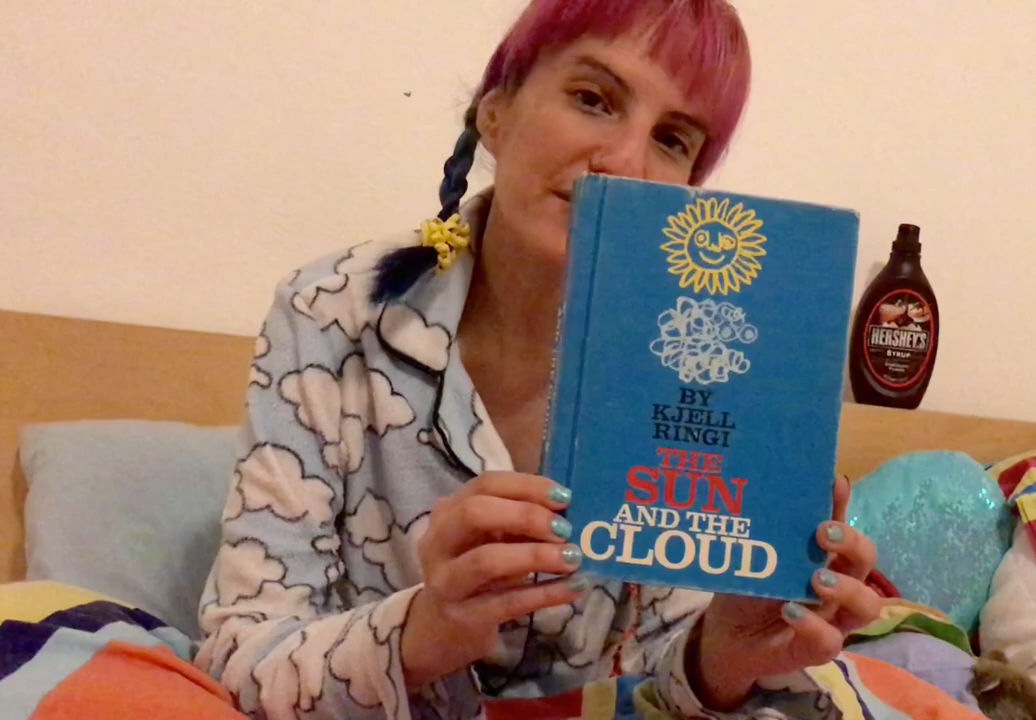 BY
KJELL
RINGI
THE
SUN
AND THE
CLOUD
HERSHEY'S
SYRUP